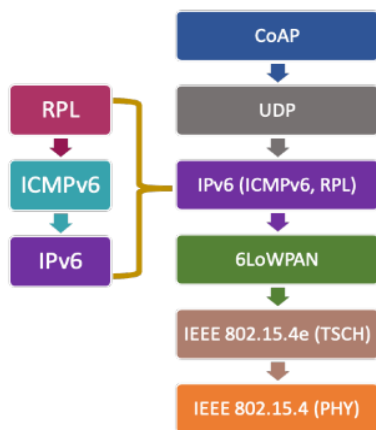 CoAP
UDP
RPL
ICMPv6
IPv6
IPv6 (ICMPv6, RPL)
6LoWPAN
IEEE 802.15.4e (TSCH)
IEEE 802.15.4 (PHY)